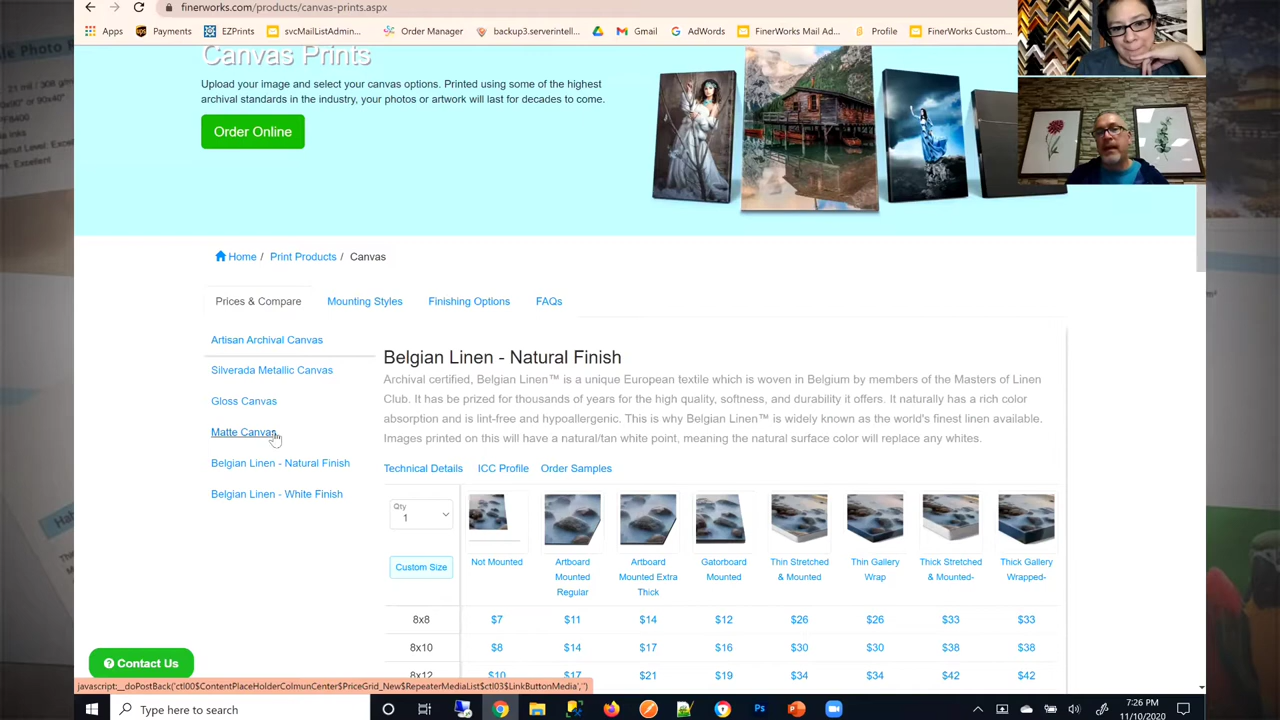 finerworks.com/products/canvas-prints.aspx
Apps
Payments
EZPrints
svcMailListAdmin...
Order Manager
backup3.serverintell...
Gmail
AdWords
FinerWorks Mail Ad...
Profile
FinerWorks Custom...
Canvas Prints
Upload your image and select your canvas options. Printed using some of the highest
archival standards in the industry, your photos or artwork will last for decades to come.
Order Online
Home / Print Products / Canvas
Prices & Compare
Mounting Styles
Finishing Options
FAQs
Artisan Archival Canvas
Silverada Metallic Canvas
Gloss Canvas
Matte Canvas
Belgian Linen - Natural Finish
Belgian Linen - White Finish
Belgian Linen - Natural Finish
Archival certified, Belgian Linen™ is a unique European textile which is woven in Belgium by members of the Masters of Linen
Club. It has be prized for thousands of years for the high quality, softness, and durability it offers. It naturally has a rich color
absorption and is lint-free and hypoallergenic. This is why Belgian Linen™ is widely known as the world's finest linen available.
Images printed on this will have a natural/tan white point, meaning the natural surface color will replace any whites.
Technical Details
ICC Profile
Order Samples
Qty
1
Custom Size
Not Mounted
Artboard
Mounted
Regular
Artboard
Mounted Extra
Thick
Gatorboard
Mounted
Thin Stretched
& Mounted
Thin Gallery
Wrap
Thick Stretched
& Mounted-
Thick Gallery
Wrapped-
8x8 $7 $11 $14 $12 $26 $26 $33 $33
8x10 $8 $14 $17 $16 $30 $30 $38 $38
8x12 $10 $17 $21 $19 $34 $34 $42 $42
Contact Us
javascript:__doPostBack('ctl00$ContentPlaceHolderColmunCenter$PriceGrid_New$RepeaterMediaList$ctl03$LinkButtonMedia','')
Type here to search
7:26 PM
11/10/2020